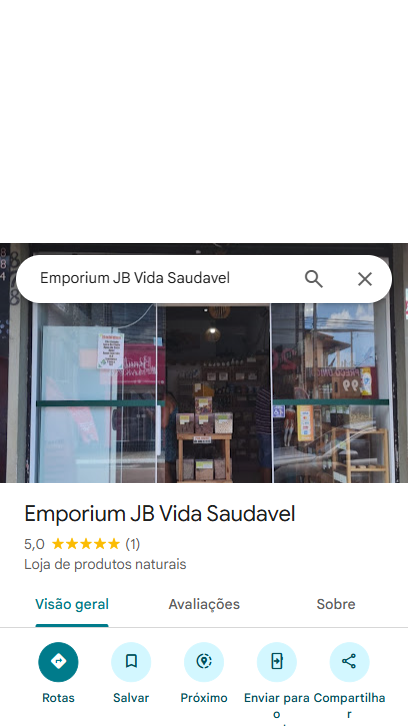 Emporium JB Vida Saudavel
Emporium JB Vida Saudavel
5,0 (1)
Loja de produtos naturais
Visão geral
Avaliações
Sobre
Rotas
Salvar
Próximo
Enviar para
o
Compartilha
r